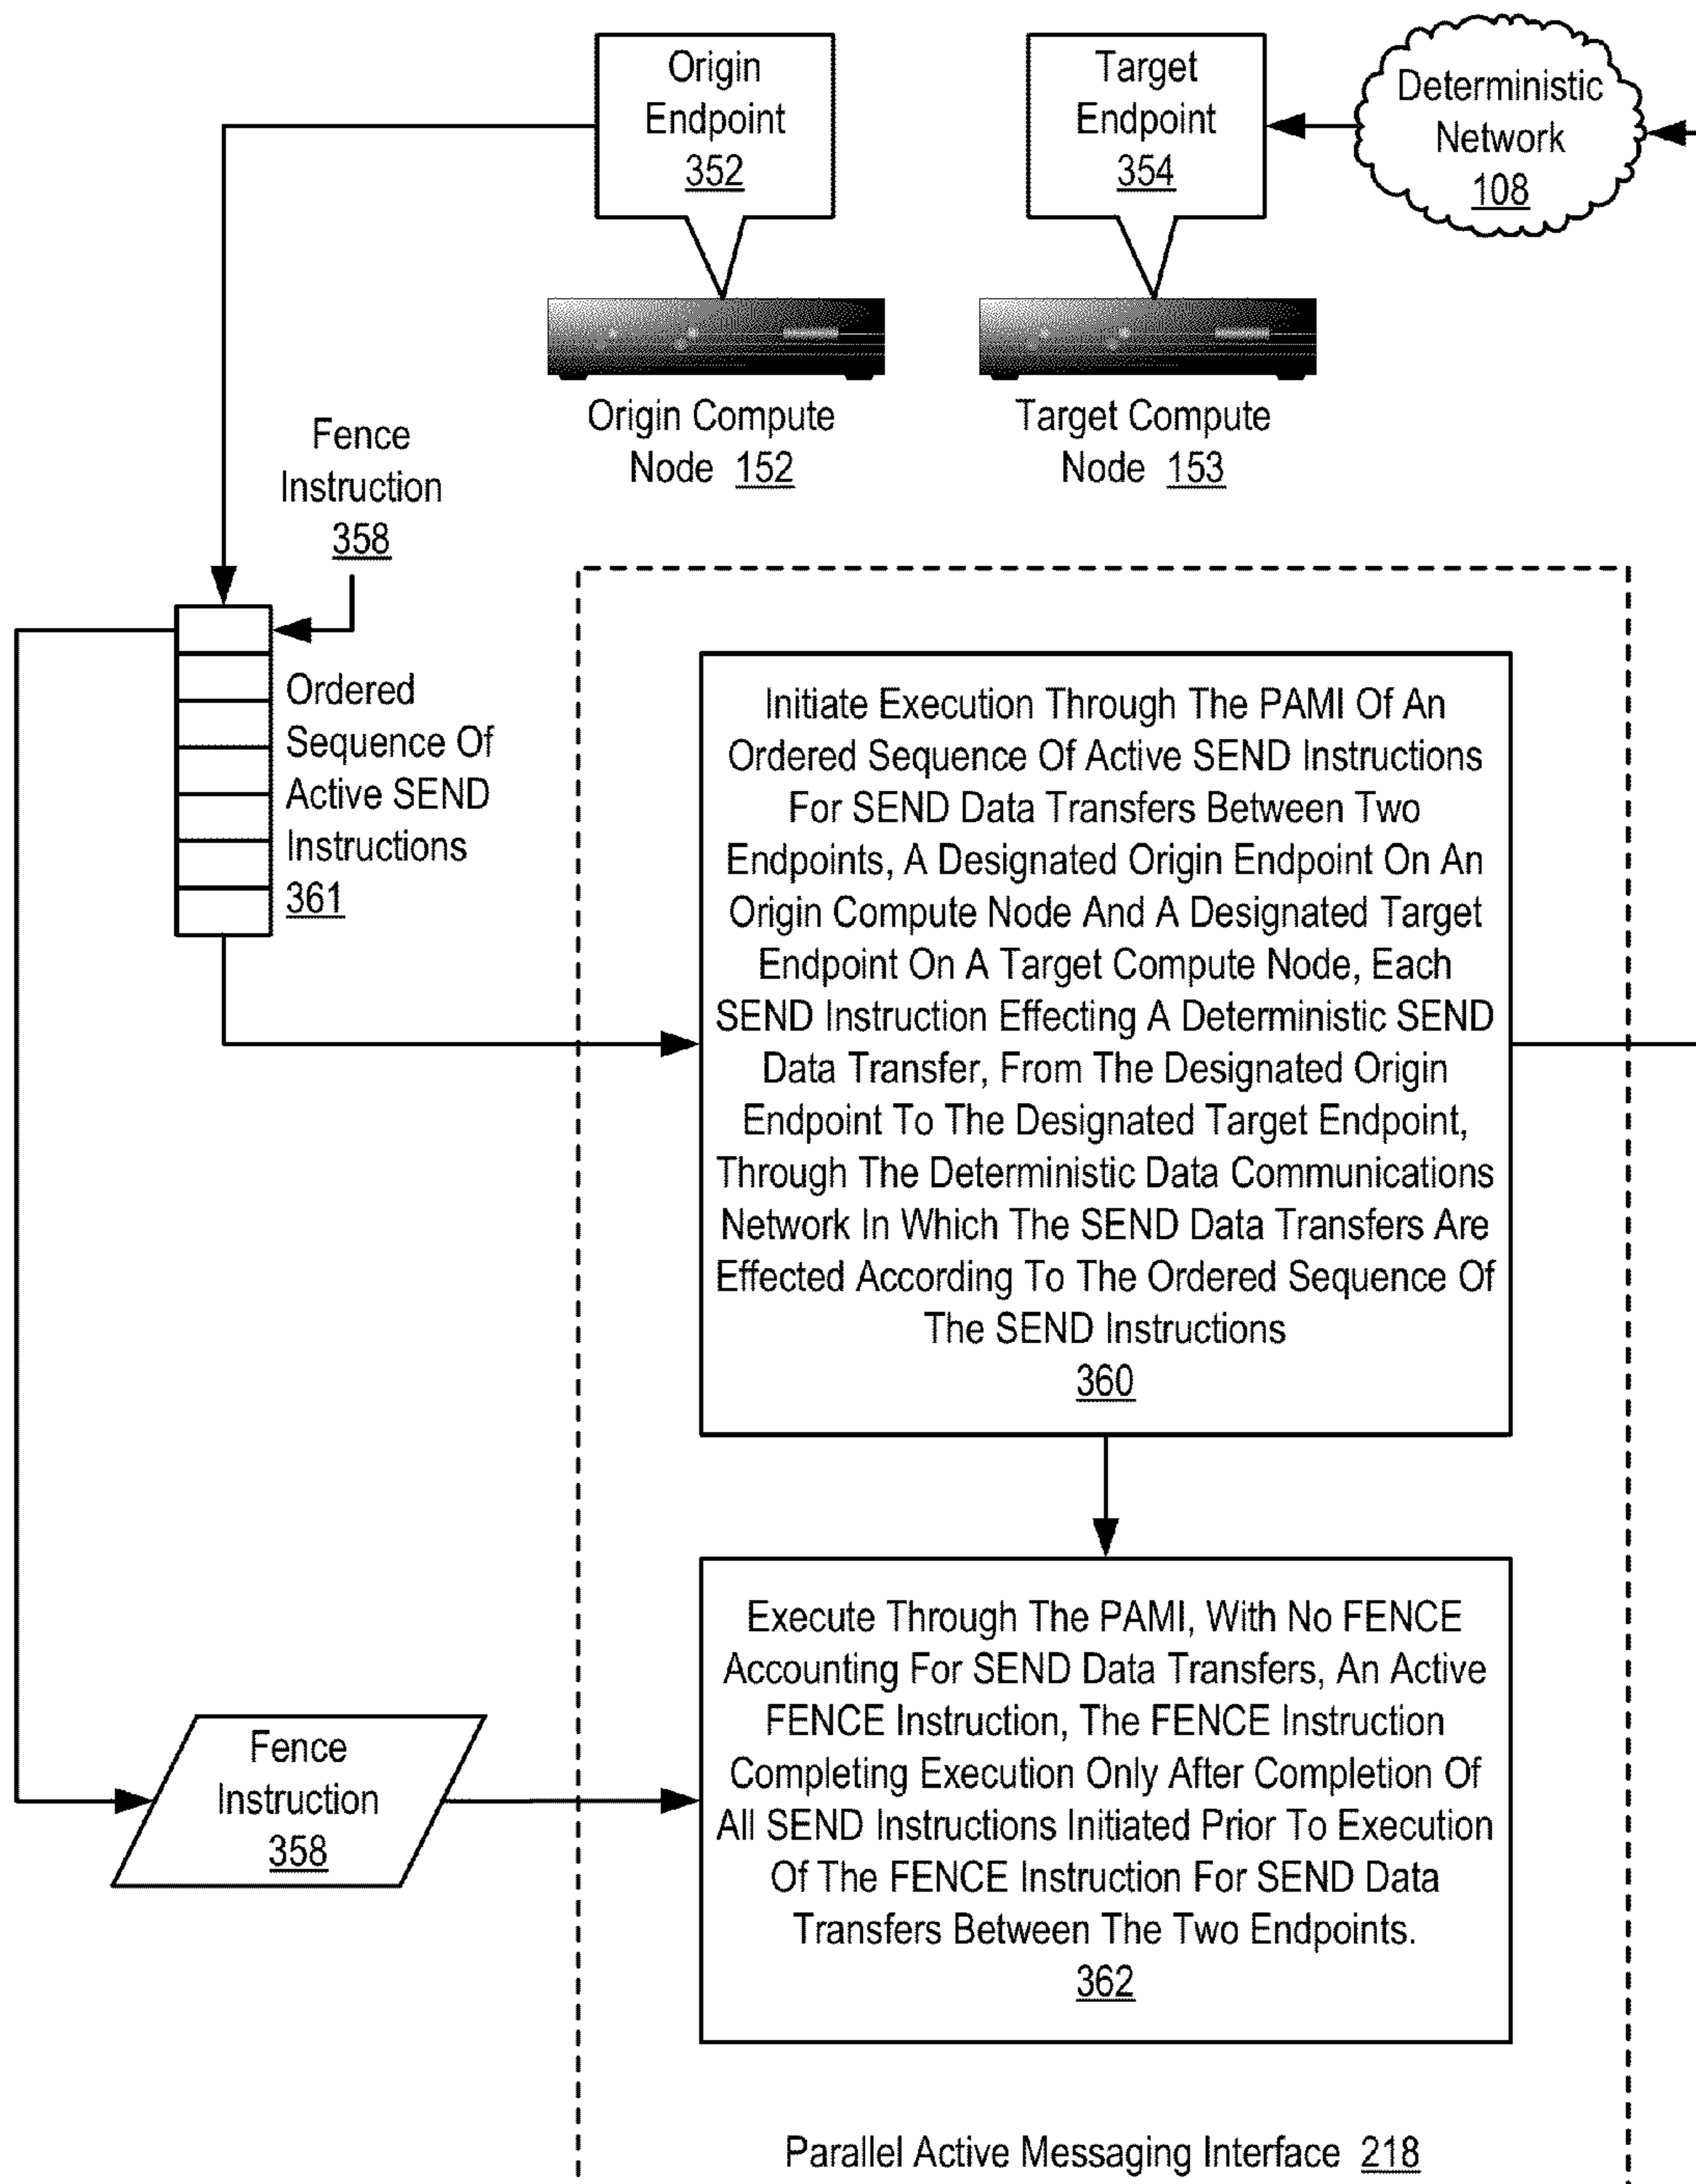 Origin
Endpoint
352
Target
Endpoint
354
Deterministic
Network
108
Origin Compute
Node 152
Target Compute
Node 153
Fence
Instruction
358
Ordered
Sequence Of
Active SEND
Instructions
361
Initiate Execution Through The PAMI Of An
Ordered Sequence Of Active SEND Instructions
For SEND Data Transfers Between Two
Endpoints, A Designated Origin Endpoint On An
Origin Compute Node And A Designated Target
Endpoint On A Target Compute Node, Each
SEND Instruction Effecting A Deterministic SEND
Data Transfer, From The Designated Origin
Endpoint To The Designated Target Endpoint,
Through The Deterministic Data Communications
Network In Which The SEND Data Transfers Are
Effected According To The Ordered Sequence Of
The SEND Instructions
360
Execute Through The PAMI, With No FENCE
Accounting For SEND Data Transfers, An Active
FENCE Instruction, The FENCE Instruction
Completing Execution Only After Completion Of
All SEND Instructions Initiated Prior To Execution
Of The FENCE Instruction For SEND Data
Transfers Between The Two Endpoints.
362
Fence
Instruction
358
Parallel Active Messaging Interface 218